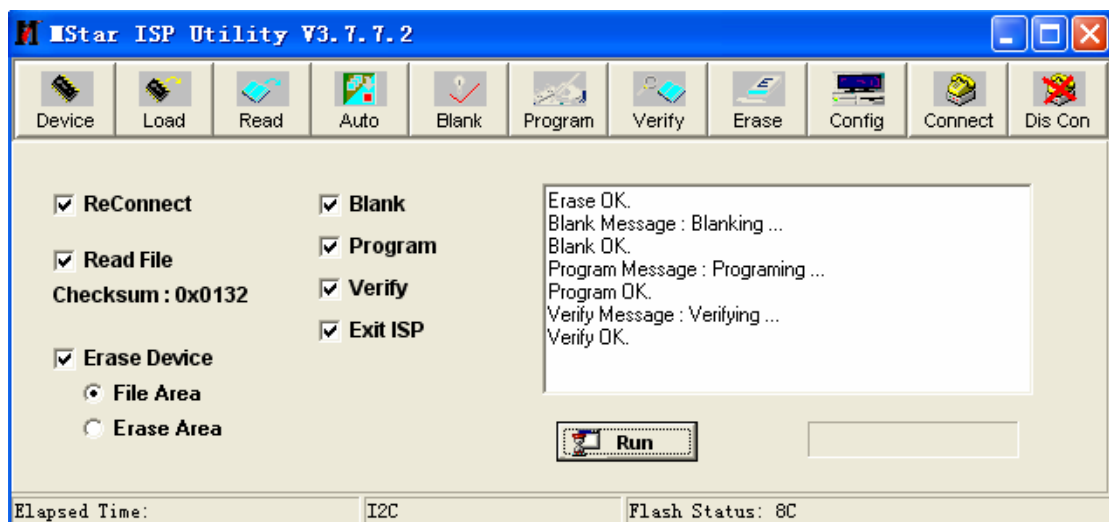 MStar ISP Utility V3.7.7.2
Device Load Read Auto Blank Program Verify Erase Config Connect Dis Con
ReConnect
Read File
Checksum : 0x0132
Erase Device
File Area
Erase Area
Blank
Program
Verify
Exit ISP
Erase OK.
Blank Message : Blanking ...
Blank OK.
Program Message : Programing ...
Program OK.
Verify Message : Verifying ...
Verify OK.
Run
Elapsed Time: I2C Flash Status: 8C